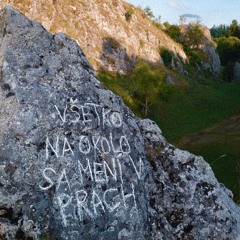 VŠETKO
NA OKOLO
SA MENÍ V
PRACH